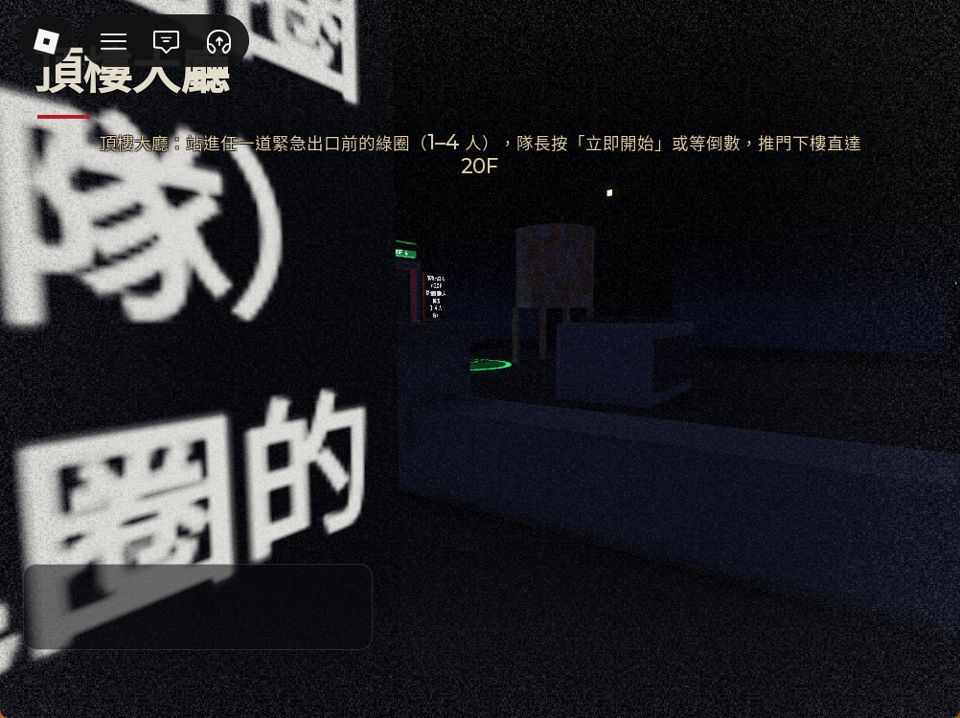 頂樓大廳
頂樓大廳：站進任一道緊急出口前的綠圈（1–4 人），隊長按「立即開始」或等倒數，推門下樓直達
20F
圈
隊）
圈的